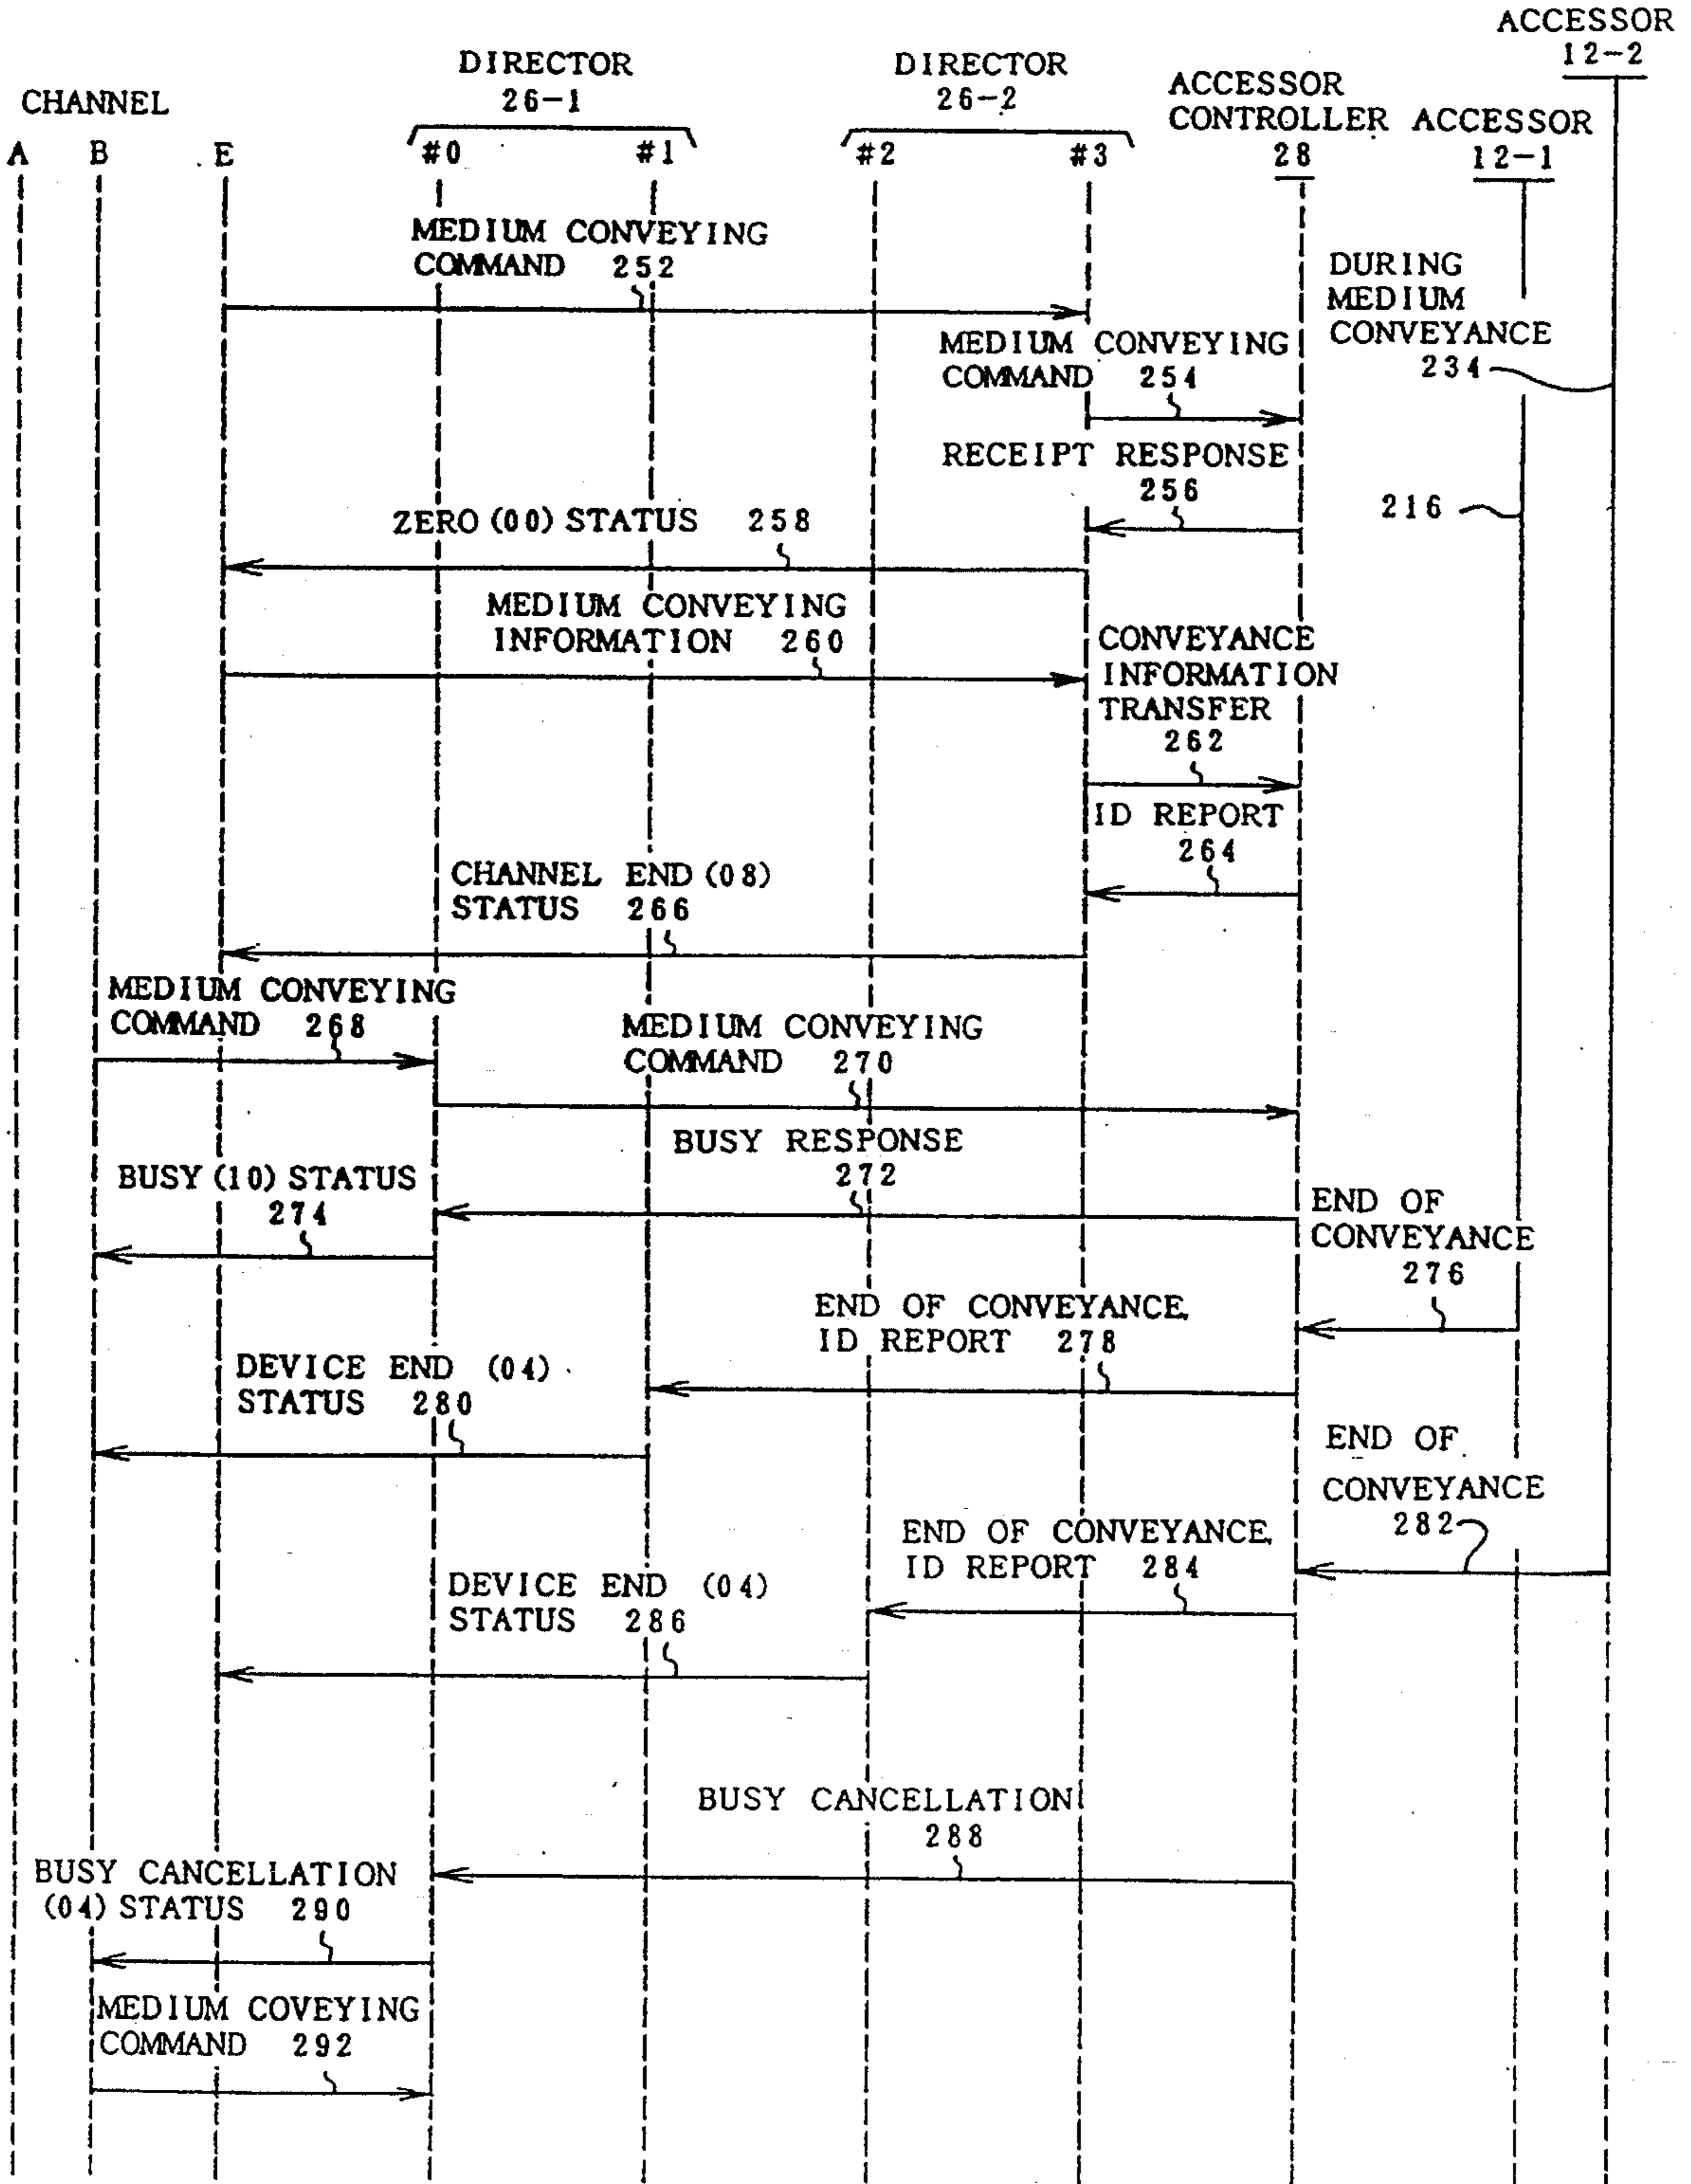 ACCESSOR
12-2
DIRECTOR
26-1
DIRECTOR
26-2
ACCESSOR
CONTROLLER
28
ACCESSOR
12-1
CHANNEL
A B E #0 #1 #2 #3
MEDIUM CONVEYING
COMMAND 252
DURING
MEDIUM
CONVEYANCE
234
MEDIUM CONVEYING
COMMAND 254
RECEIPT RESPONSE
256
216
ZERO (00) STATUS 258
MEDIUM CONVEYING
INFORMATION 260
CONVEYANCE
INFORMATION
TRANSFER
262
ID REPORT
264
CHANNEL END (08)
STATUS 266
MEDIUM CONVEYING
COMMAND 268
MEDIUM CONVEYING
COMMAND 270
BUSY RESPONSE
272
BUSY (10) STATUS
274
END OF
CONVEYANCE
276
END OF CONVEYANCE,
ID REPORT 278
DEVICE END (04)
STATUS 280
END OF
CONVEYANCE
282
END OF CONVEYANCE,
ID REPORT 284
DEVICE END (04)
STATUS 286
BUSY CANCELLATION
288
BUSY CANCELLATION
(04) STATUS 290
MEDIUM COVEYING
COMMAND 292